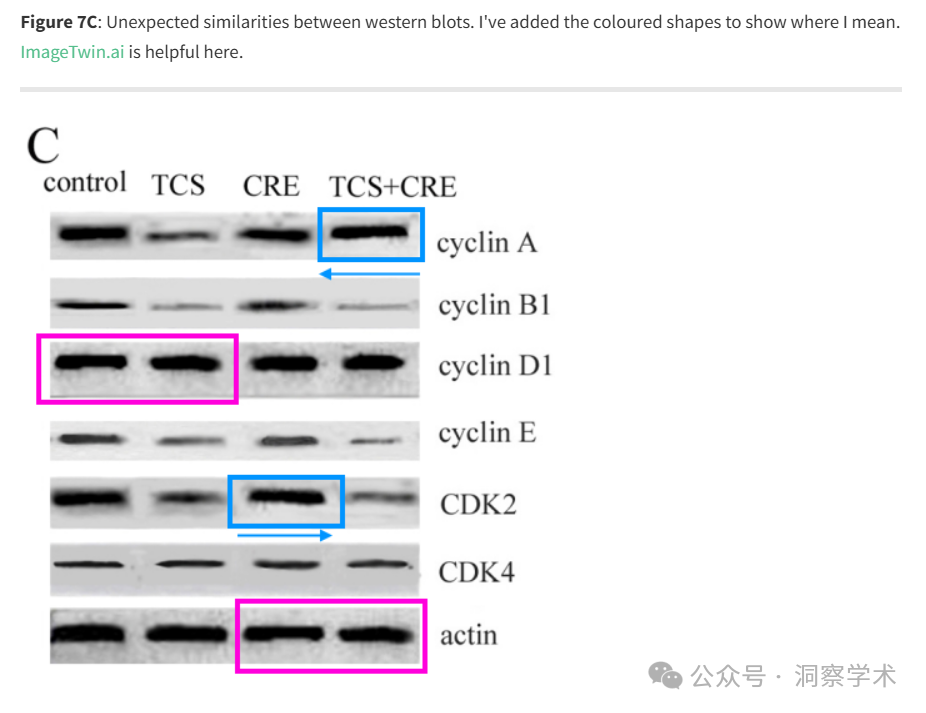 Figure 7C: Unexpected similarities between western blots. I've added the coloured shapes to show where I mean.
ImageTwin.ai is helpful here.
C
control TCS CRE TCS+CRE
cyclin A
cyclin B1
cyclin D1
cyclin E
CDK2
CDK4
actin
公众号 · 洞察学术